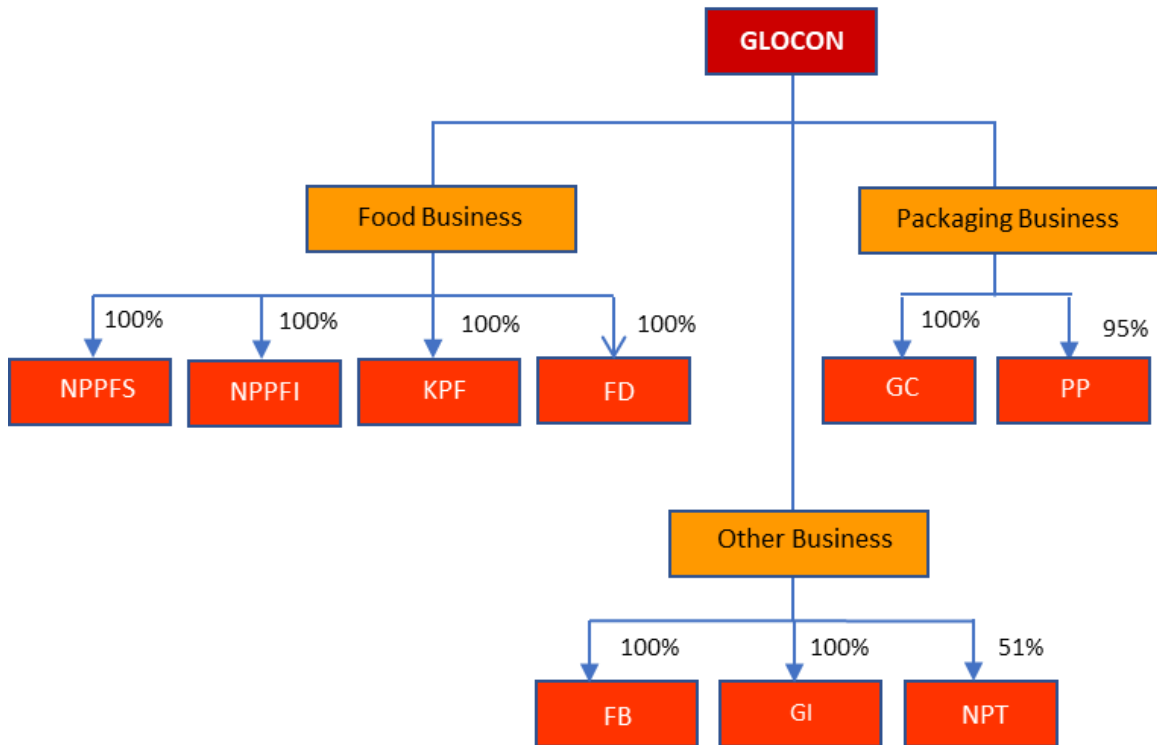 GLOCON
Food Business
Packaging Business
100%
100%
100%
100%
100%
95%
NPPFS
NPPFI
KPF
FD
GC
PP
Other Business
100%
100%
51%
FB
GI
NPT